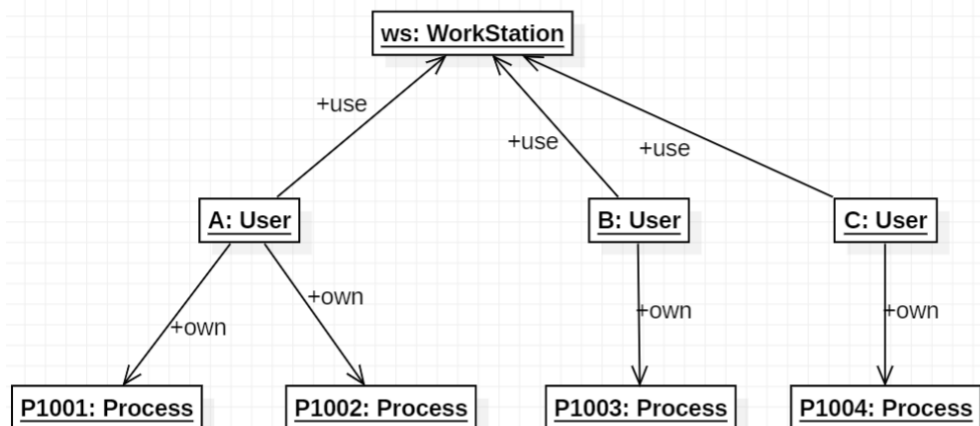 ws: WorkStation
+use
+use
+use
A: User
B: User
C: User
+own
+own
+own
+own
P1001: Process
P1002: Process
P1003: Process
P1004: Process